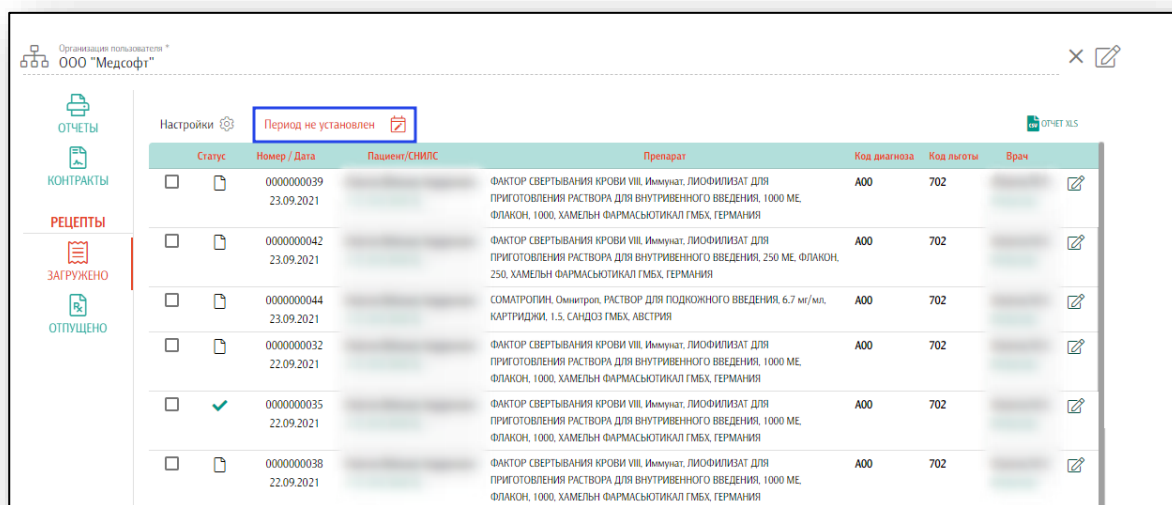 Организация пользователя *
ООО "Медсофт"
ОТЧЕТЫ
КОНТРАКТЫ
РЕЦЕПТЫ
ЗАГРУЖЕНО
ОТПУЩЕНО
Настройки
Период не установлен
CSV ОТЧЕТ XLS
Статус Номер / Дата Пациент/СНИЛС Препарат Код диагноза Код льготы Врач
0000000039 ФАКТОР СВЕРТЫВАНИЯ КРОВИ VIII, Иммунат, ЛИОФИЛИЗАТ ДЛЯ A00 702
23.09.2021 ПРИГОТОВЛЕНИЯ РАСТВОРА ДЛЯ ВНУТРИВЕННОГО ВВЕДЕНИЯ, 1000 МЕ,
ФЛАКОН, 1000, ХАМЕЛЬН ФАРМАСЬЮТИКАЛ ГМБХ, ГЕРМАНИЯ
0000000042 ФАКТОР СВЕРТЫВАНИЯ КРОВИ VIII, Иммунат, ЛИОФИЛИЗАТ ДЛЯ A00 702
23.09.2021 ПРИГОТОВЛЕНИЯ РАСТВОРА ДЛЯ ВНУТРИВЕННОГО ВВЕДЕНИЯ, 250 МЕ, ФЛАКОН,
250, ХАМЕЛЬН ФАРМАСЬЮТИКАЛ ГМБХ, ГЕРМАНИЯ
0000000044 СОМАТРОПИН, Омнитроп, РАСТВОР ДЛЯ ПОДКОЖНОГО ВВЕДЕНИЯ, 6.7 мг/мл, A00 702
23.09.2021 КАРТРИДЖИ, 1.5, САНДОЗ ГМБХ, АВСТРИЯ
0000000032 ФАКТОР СВЕРТЫВАНИЯ КРОВИ VIII, Иммунат, ЛИОФИЛИЗАТ ДЛЯ A00 702
22.09.2021 ПРИГОТОВЛЕНИЯ РАСТВОРА ДЛЯ ВНУТРИВЕННОГО ВВЕДЕНИЯ, 1000 МЕ,
ФЛАКОН, 1000, ХАМЕЛЬН ФАРМАСЬЮТИКАЛ ГМБХ, ГЕРМАНИЯ
0000000035 ФАКТОР СВЕРТЫВАНИЯ КРОВИ VIII, Иммунат, ЛИОФИЛИЗАТ ДЛЯ A00 702
22.09.2021 ПРИГОТОВЛЕНИЯ РАСТВОРА ДЛЯ ВНУТРИВЕННОГО ВВЕДЕНИЯ, 1000 МЕ,
ФЛАКОН, 1000, ХАМЕЛЬН ФАРМАСЬЮТИКАЛ ГМБХ, ГЕРМАНИЯ
0000000038 ФАКТОР СВЕРТЫВАНИЯ КРОВИ VIII, Иммунат, ЛИОФИЛИЗАТ ДЛЯ A00 702
22.09.2021 ПРИГОТОВЛЕНИЯ РАСТВОРА ДЛЯ ВНУТРИВЕННОГО ВВЕДЕНИЯ, 1000 МЕ,
ФЛАКОН, 1000, ХАМЕЛЬН ФАРМАСЬЮТИКАЛ ГМБХ, ГЕРМАНИЯ